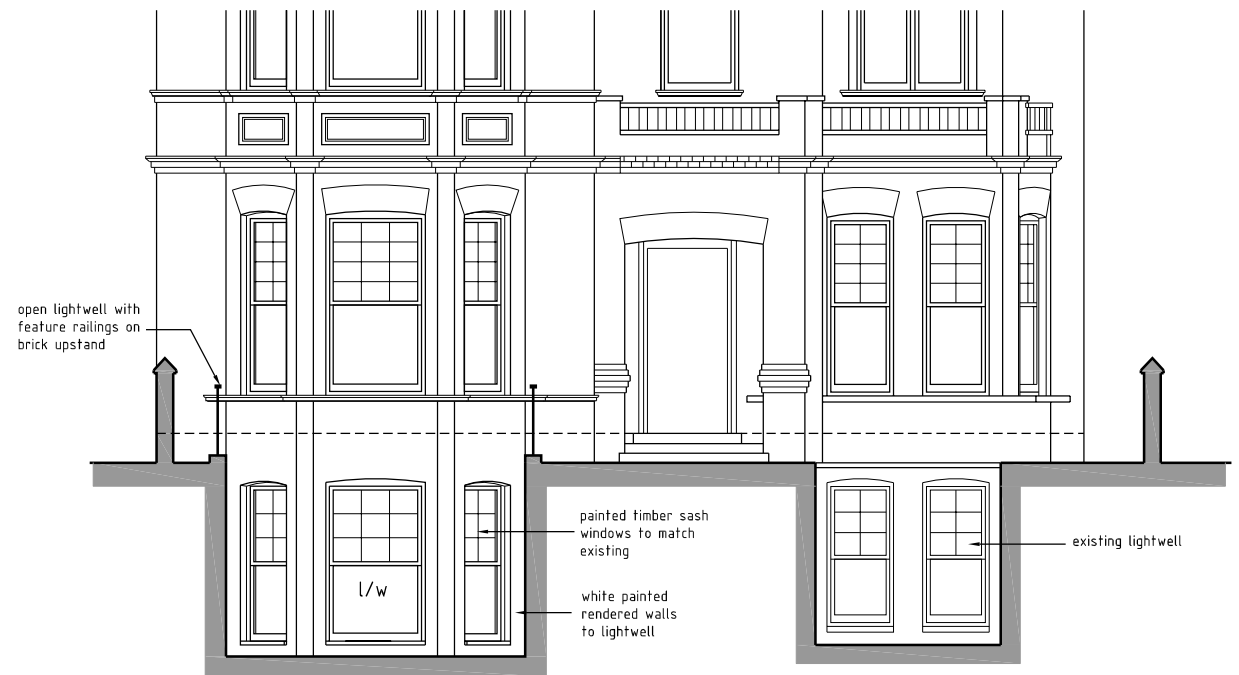 open lightwell with
feature railings on
brick upstand
painted timber sash
windows to match
existing
existing lightwell
l/w
white painted
rendered walls
to lightwell